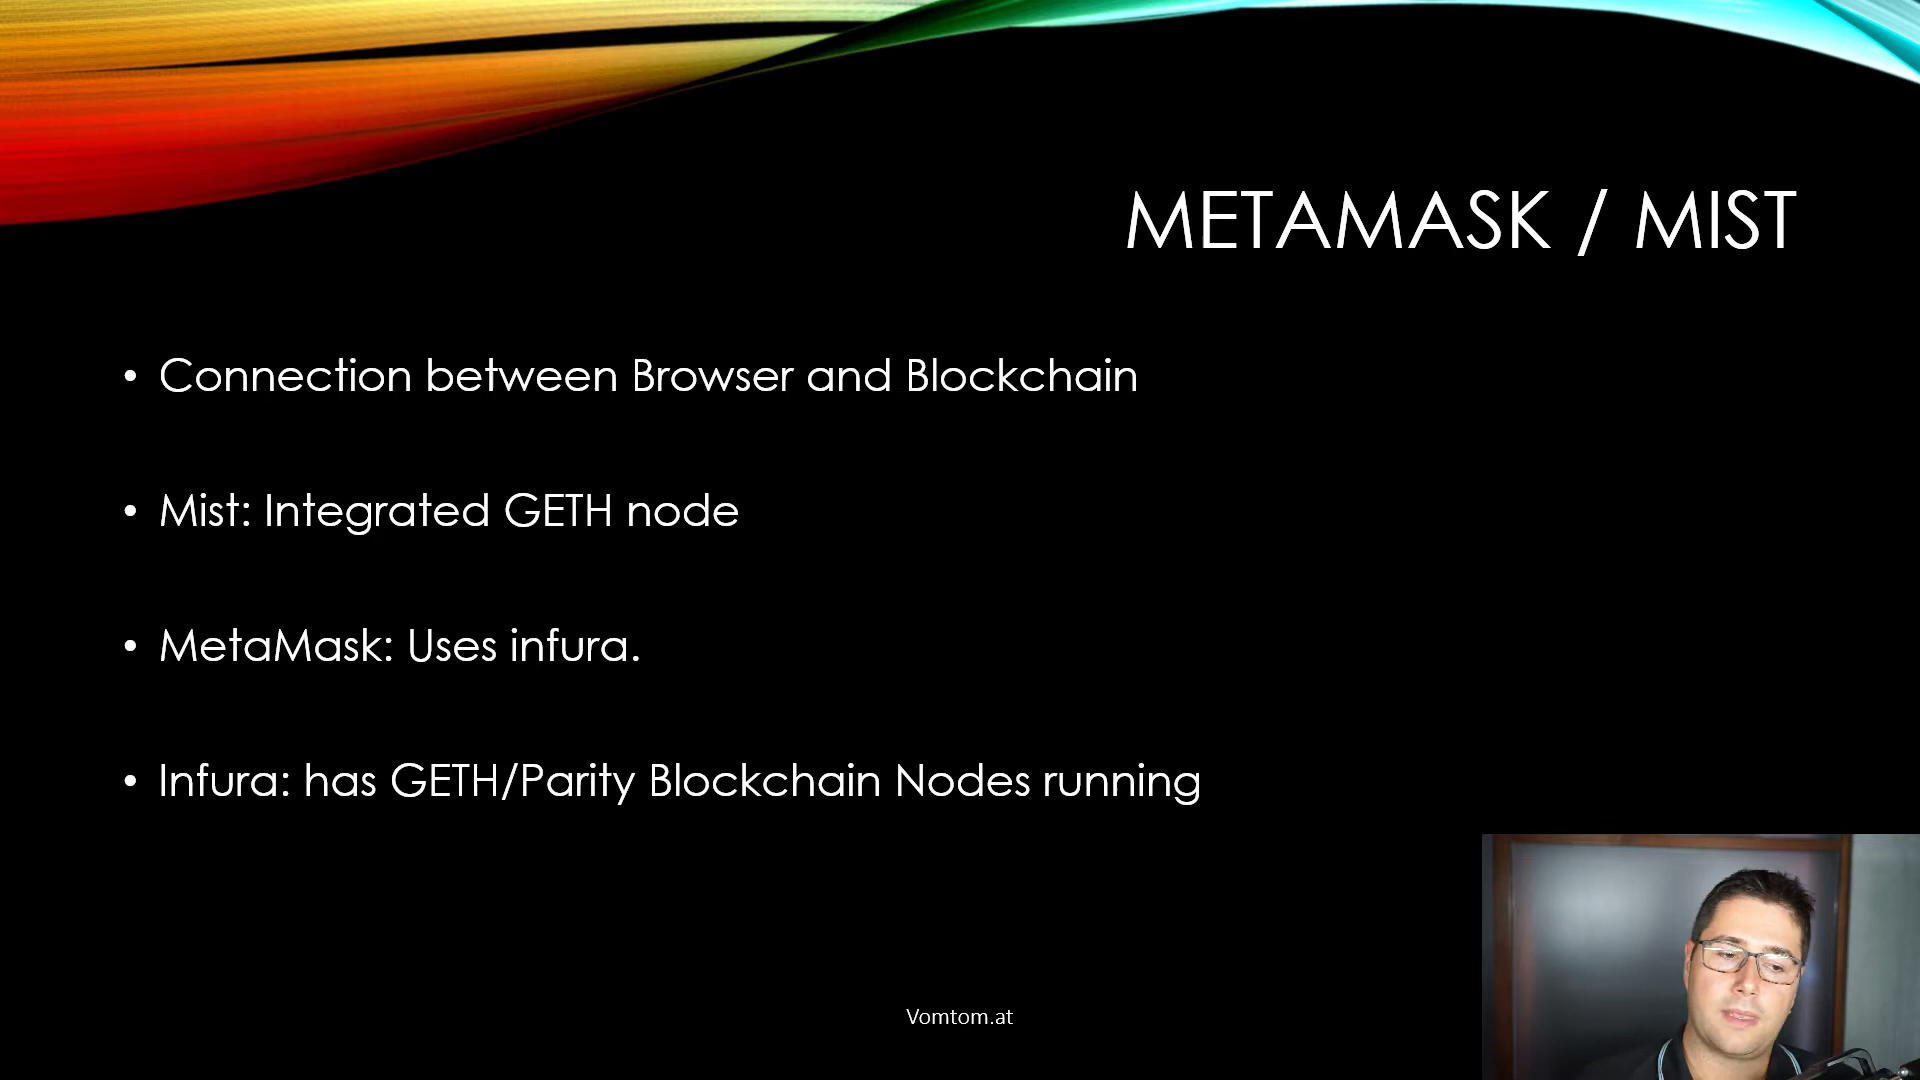 METAMASK / MIST
• Connection between Browser and Blockchain
• Mist: Integrated GETH node
• MetaMask: Uses infura.
• Infura: has GETH/Parity Blockchain Nodes running
Vomtom.at